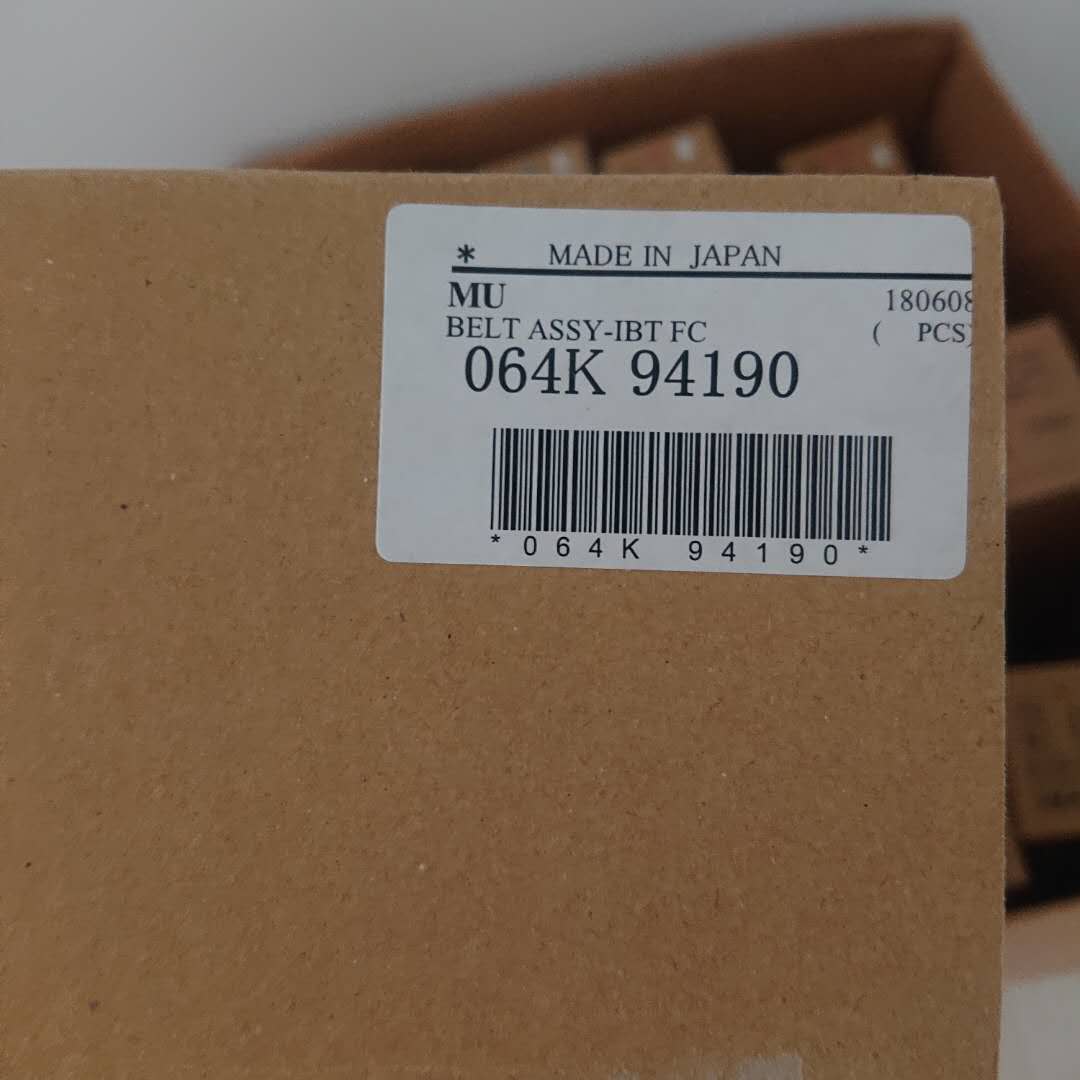 * MADE IN JAPAN
MU 180608
BELT ASSY-IBT FC ( PCS)
064K 94190
*064K 94190*